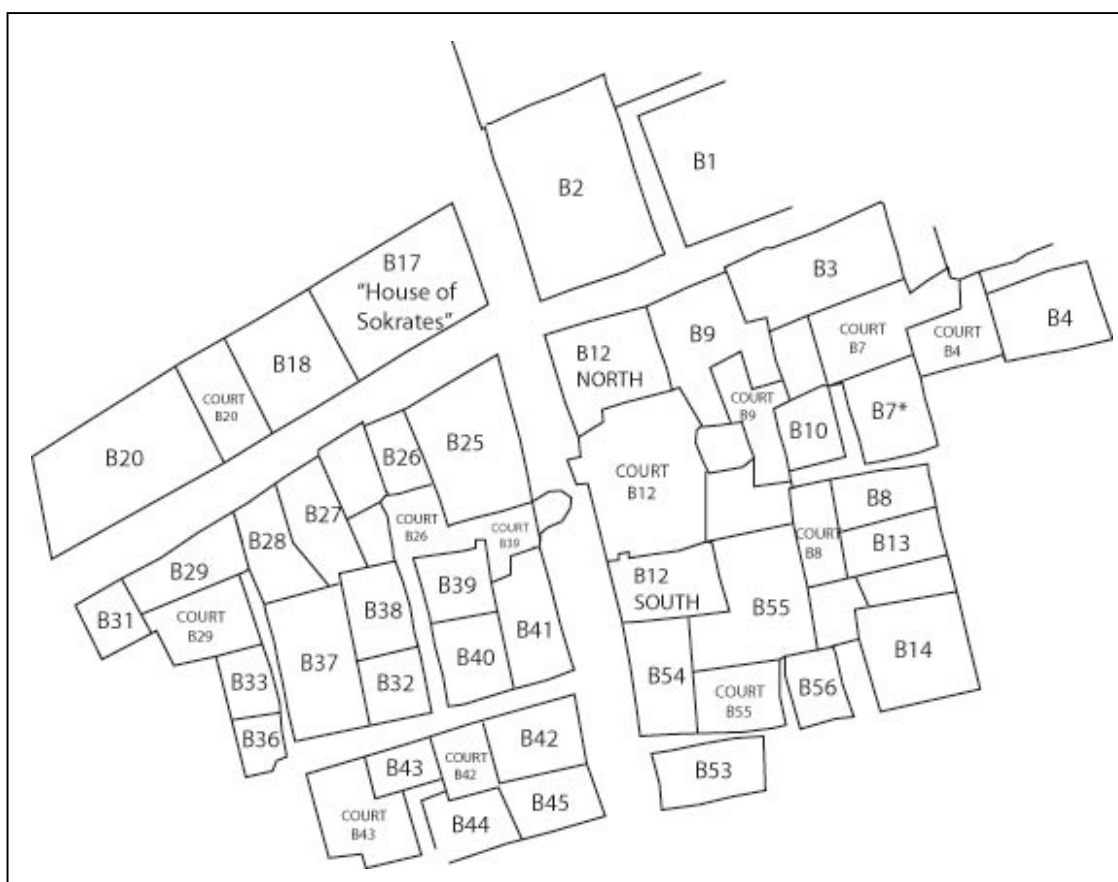 B1
B2
B17
"House of
Sokrates"
B3
B4
COURT
B7
COURT
B4
B9
B12
NORTH
B18
COURT
B20
B20
COURT
B9
B7*
B10
B26
B25
COURT
B12
B27
B8
COURT
B26
COURT
B39
B28
COURT
B8
B13
B29
B31
COURT
B29
B39
B12
SOUTH
B38
B55
B41
B37
B40
B14
B33
B32
B54
COURT
B55
B56
B36
B42
B43
COURT
B42
B53
B45
COURT
B43
B44